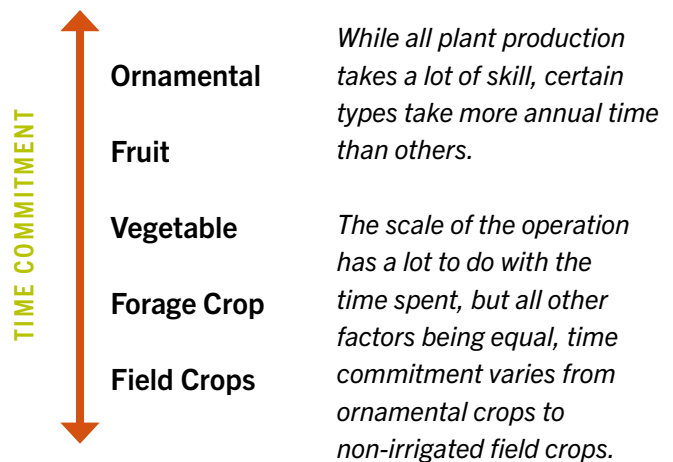 TIME COMMITMENT
Ornamental
Fruit
Vegetable
Forage Crop
Field Crops
While all plant production
takes a lot of skill, certain
types take more annual time
than others.
The scale of the operation
has a lot to do with the
time spent, but all other
factors being equal, time
commitment varies from
ornamental crops to
non-irrigated field crops.